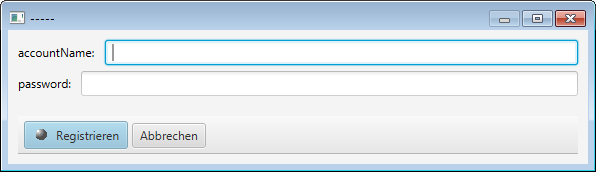 -----
accountName:
password:
Registrieren Abbrechen